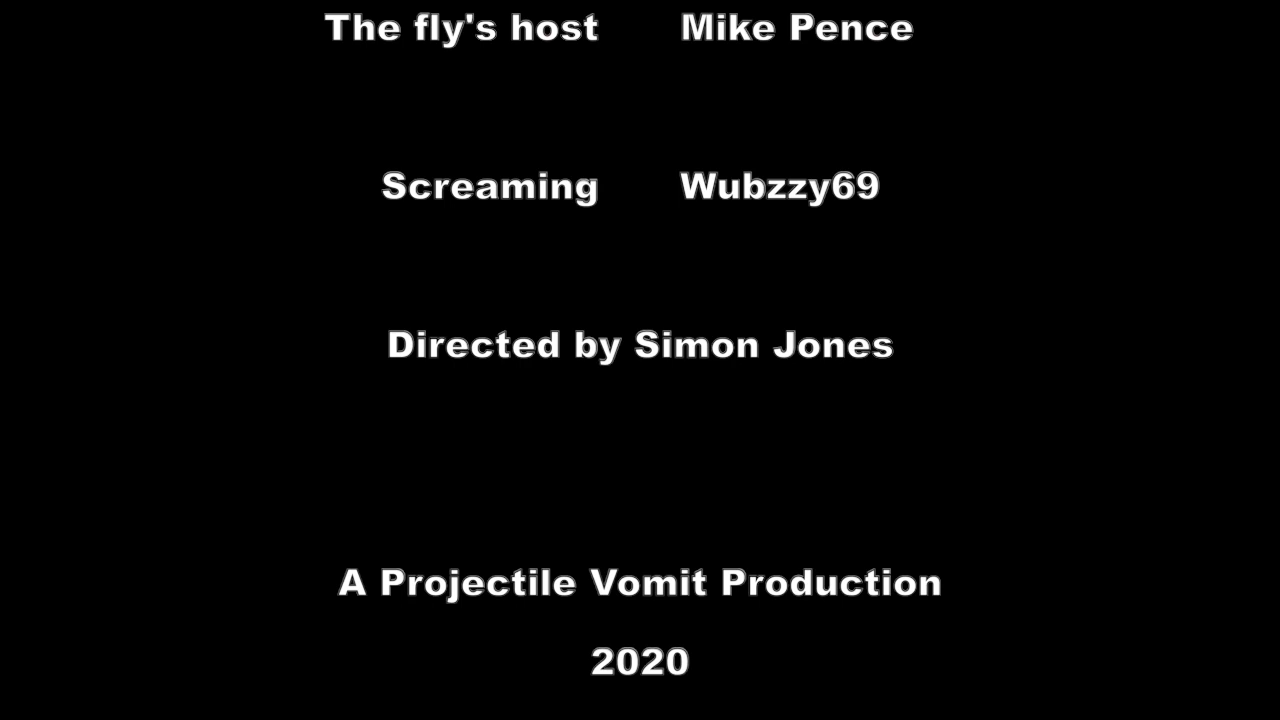 The fly's host Mike Pence
Screaming Wubzzy69
Directed by Simon Jones
A Projectile Vomit Production
2020